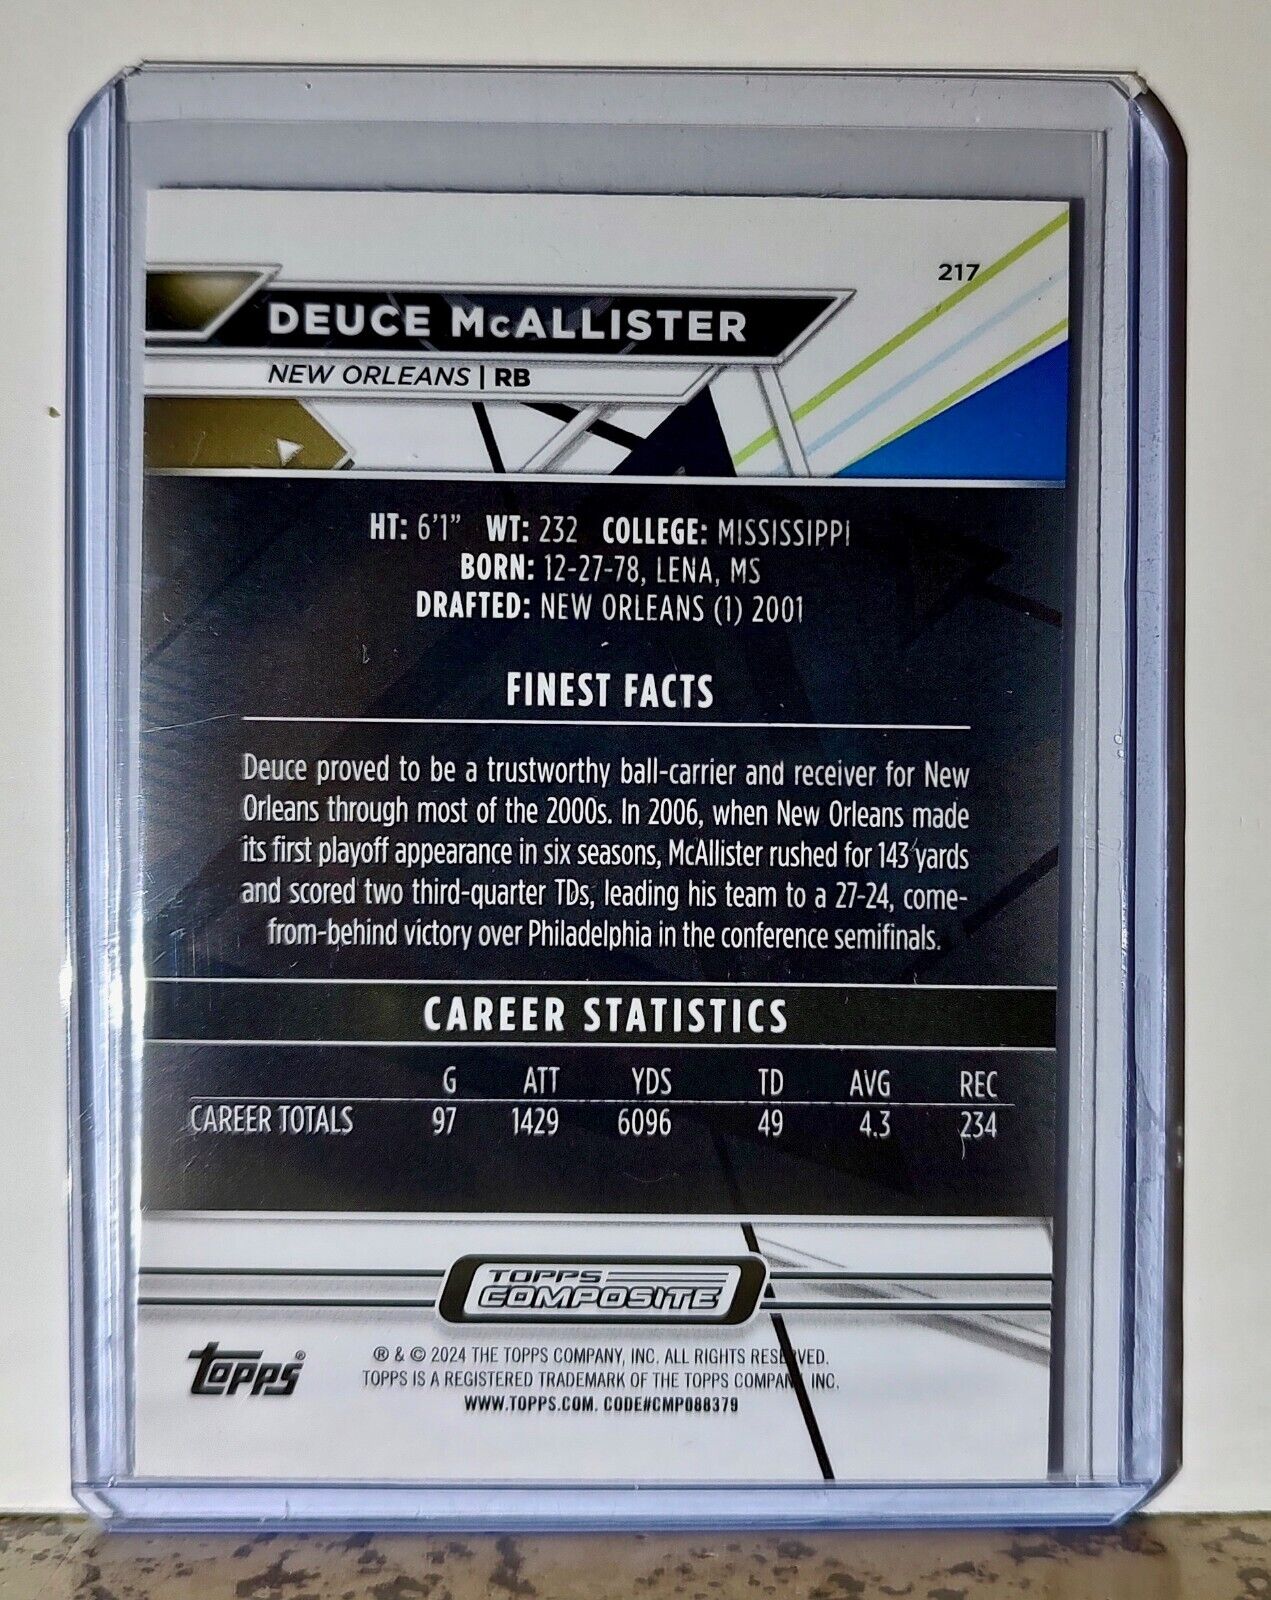 217
DEUCE McALLISTER
NEW ORLEANS | RB
HT: 6'1" WT: 232 COLLEGE: MISSISSIPPI
BORN: 12-27-78, LENA, MS
DRAFTED: NEW ORLEANS (1) 2001
FINEST FACTS
Deuce proved to be a trustworthy ball-carrier and receiver for New
Orleans through most of the 2000s. In 2006, when New Orleans made
its first playoff appearance in six seasons, McAllister rushed for 143 yards
and scored two third-quarter TDs, leading his team to a 27-24, come-
from-behind victory over Philadelphia in the conference semifinals.
CAREER STATISTICS
G ATT YDS TD AVG REC
CAREER TOTALS 97 1429 6096 49 4.3 234
TOPPS
COMPOSITE
Topps®
® & © 2024 THE TOPPS COMPANY, INC. ALL RIGHTS RESERVED.
TOPPS IS A REGISTERED TRADEMARK OF THE TOPPS COMPANY, INC.
WWW.TOPPS.COM. CODE#CMP088379